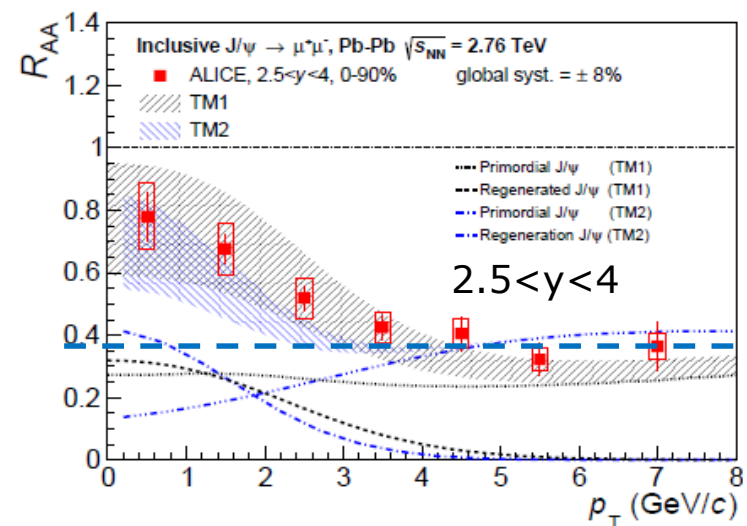 R_AA
1.4
1.2
1
0.8
0.6
0.4
0.2
0
Inclusive J/ψ → μ⁺μ⁻, Pb-Pb √s_NN = 2.76 TeV
ALICE, 2.5<y<4, 0-90% global syst. = ± 8%
TM1
TM2
Primordial J/ψ (TM1)
Regenerated J/ψ (TM1)
Primordial J/ψ (TM2)
Regeneration J/ψ (TM2)
2.5<y<4
0 1 2 3 4 5 6 7 8
p_T (GeV/c)